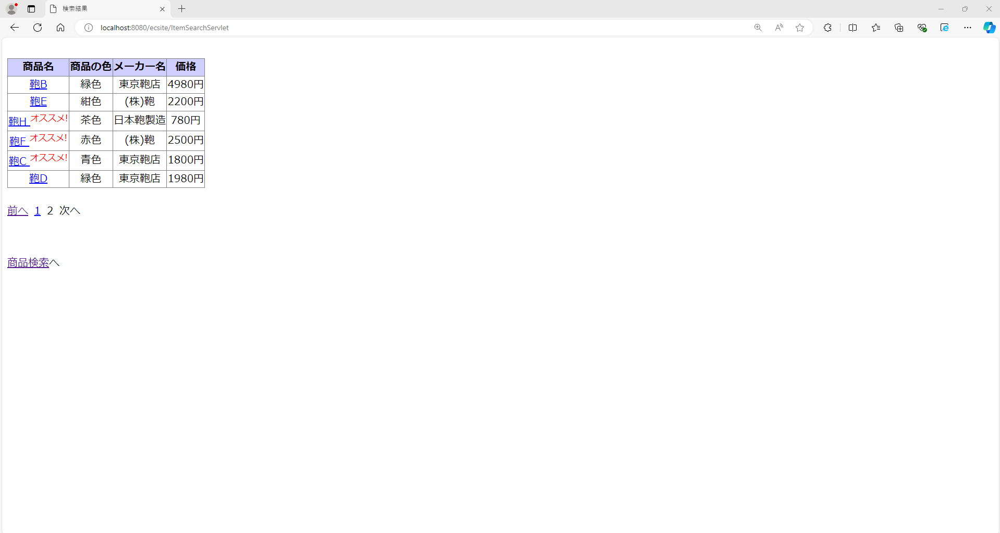 検索結果
localhost:8080/ecsite/ItemSearchServlet
商品名 商品の色 メーカー名 価格
鞄B 緑色 東京鞄店 4980円
鞄E 紺色 (株)鞄 2200円
鞄H オススメ! 茶色 日本鞄製造 780円
鞄F オススメ! 赤色 (株)鞄 2500円
鞄C オススメ! 青色 東京鞄店 1800円
鞄D 緑色 東京鞄店 1980円
前へ 1 2 次へ
商品検索へ